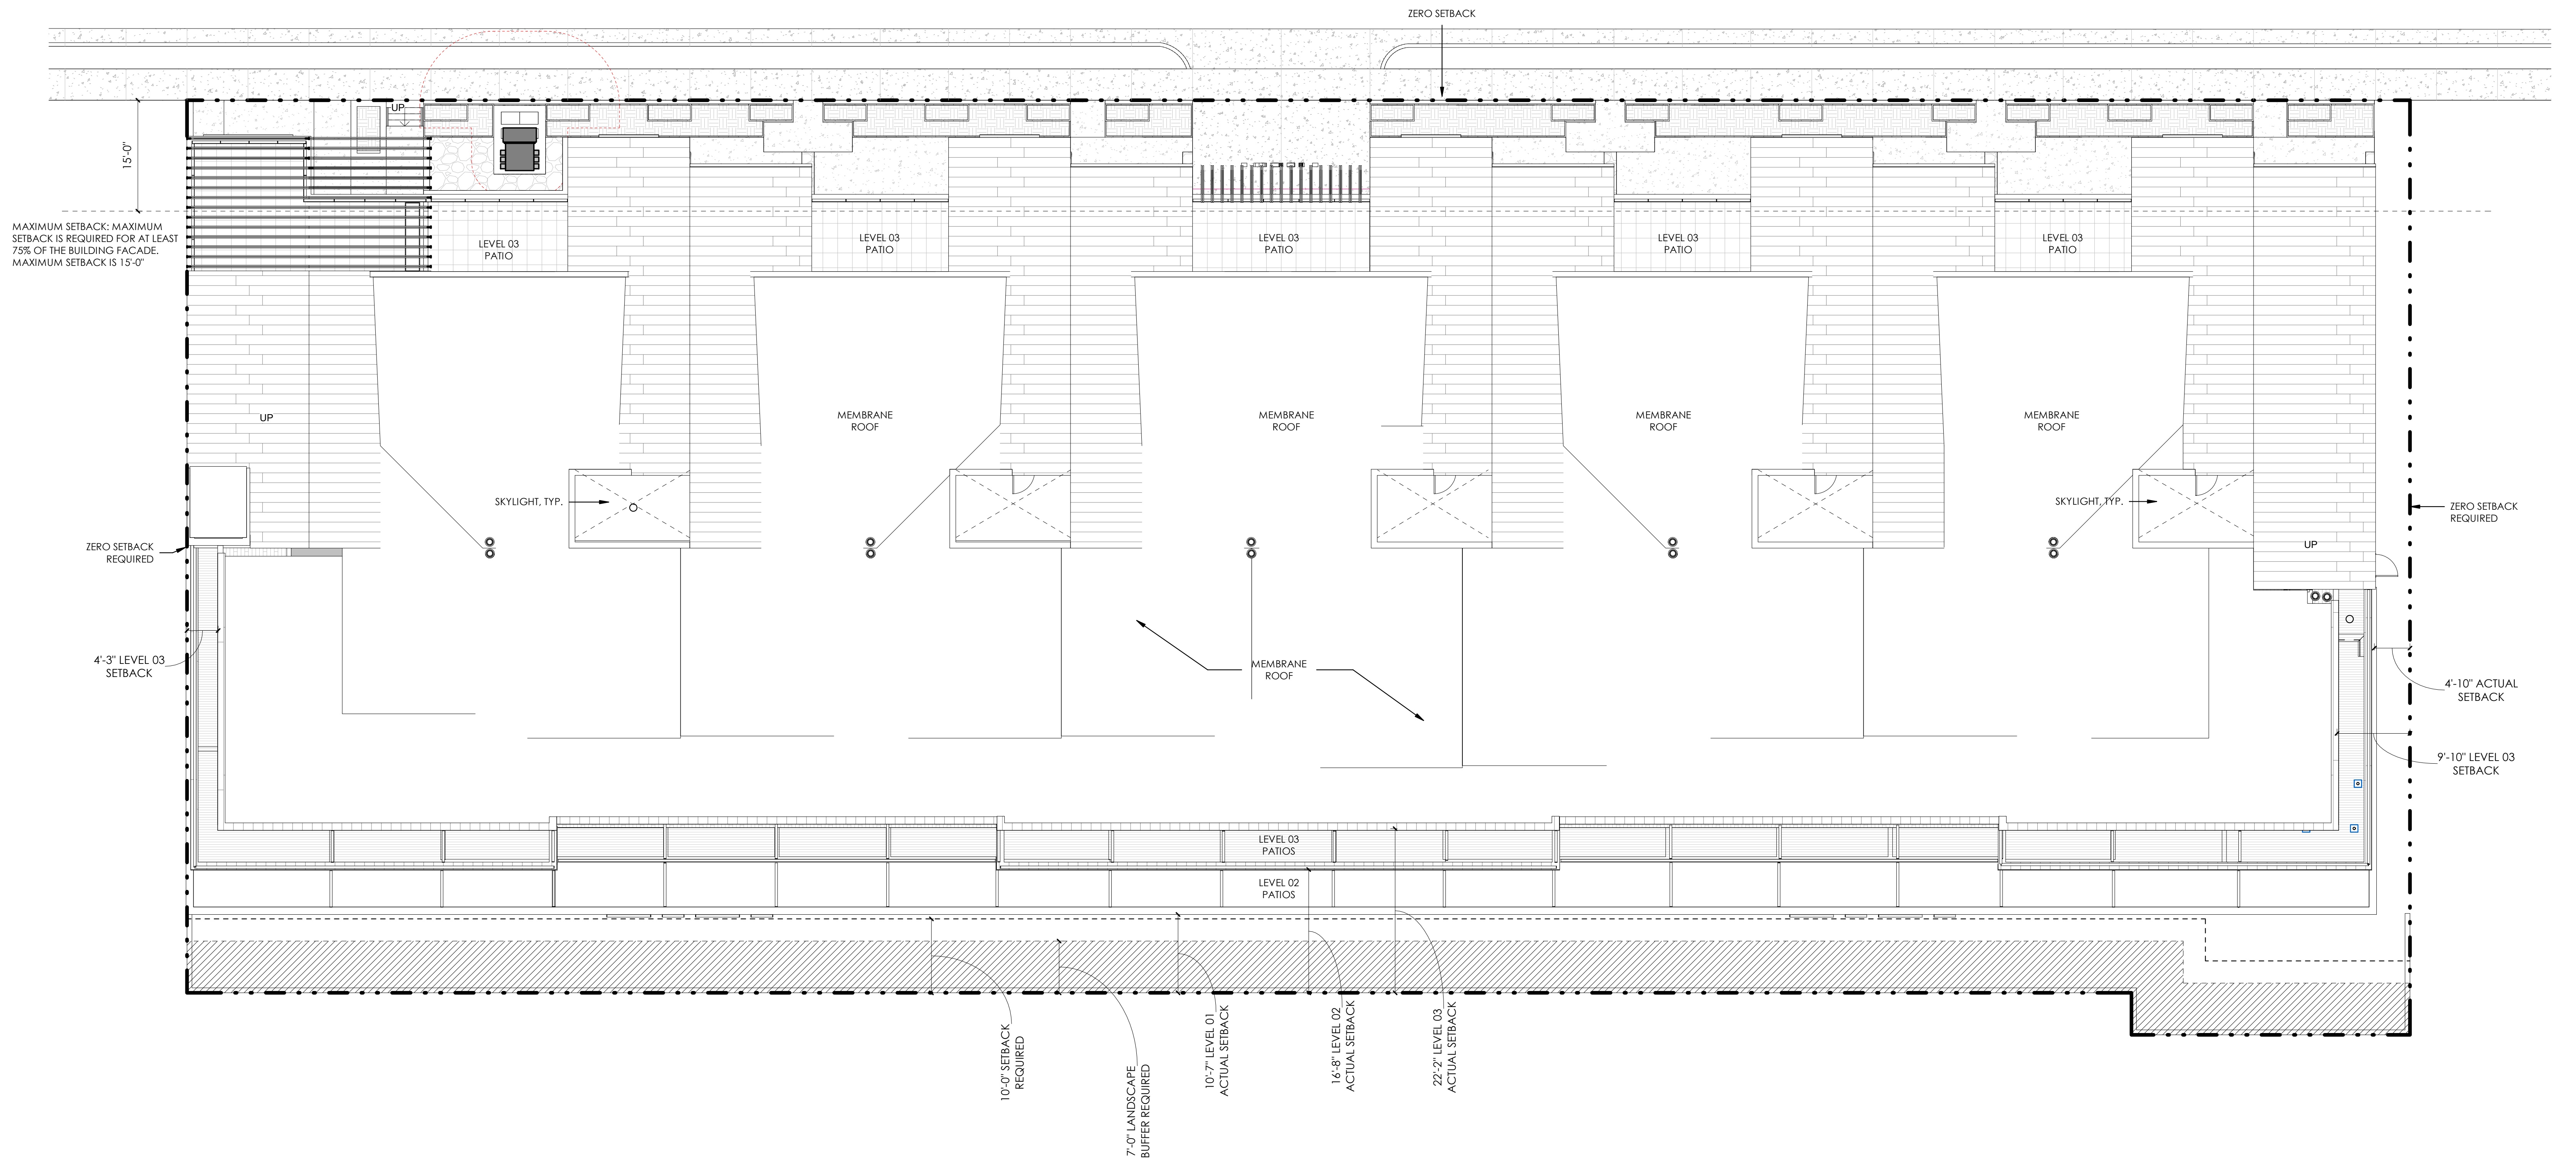 ZERO SETBACK
UP
15'-0"
MAXIMUM SETBACK: MAXIMUM
SETBACK IS REQUIRED FOR AT LEAST
75% OF THE BUILDING FACADE.
MAXIMUM SETBACK IS 15'-0"
LEVEL 03
PATIO
LEVEL 03
PATIO
LEVEL 03
PATIO
LEVEL 03
PATIO
LEVEL 03
PATIO
UP
MEMBRANE
ROOF
MEMBRANE
ROOF
MEMBRANE
ROOF
MEMBRANE
ROOF
SKYLIGHT, TYP.
SKYLIGHT, TYP.
ZERO SETBACK
REQUIRED
ZERO SETBACK
REQUIRED
UP
4'-3" LEVEL 03
SETBACK
MEMBRANE
ROOF
4'-10" ACTUAL
SETBACK
9'-10" LEVEL 03
SETBACK
LEVEL 03
PATIOS
LEVEL 02
PATIOS
10'-0" SETBACK
REQUIRED
7'-0" LANDSCAPE
BUFFER REQUIRED
10'-7" LEVEL 01
ACTUAL SETBACK
16'-8" LEVEL 02
ACTUAL SETBACK
22'-2" LEVEL 03
ACTUAL SETBACK